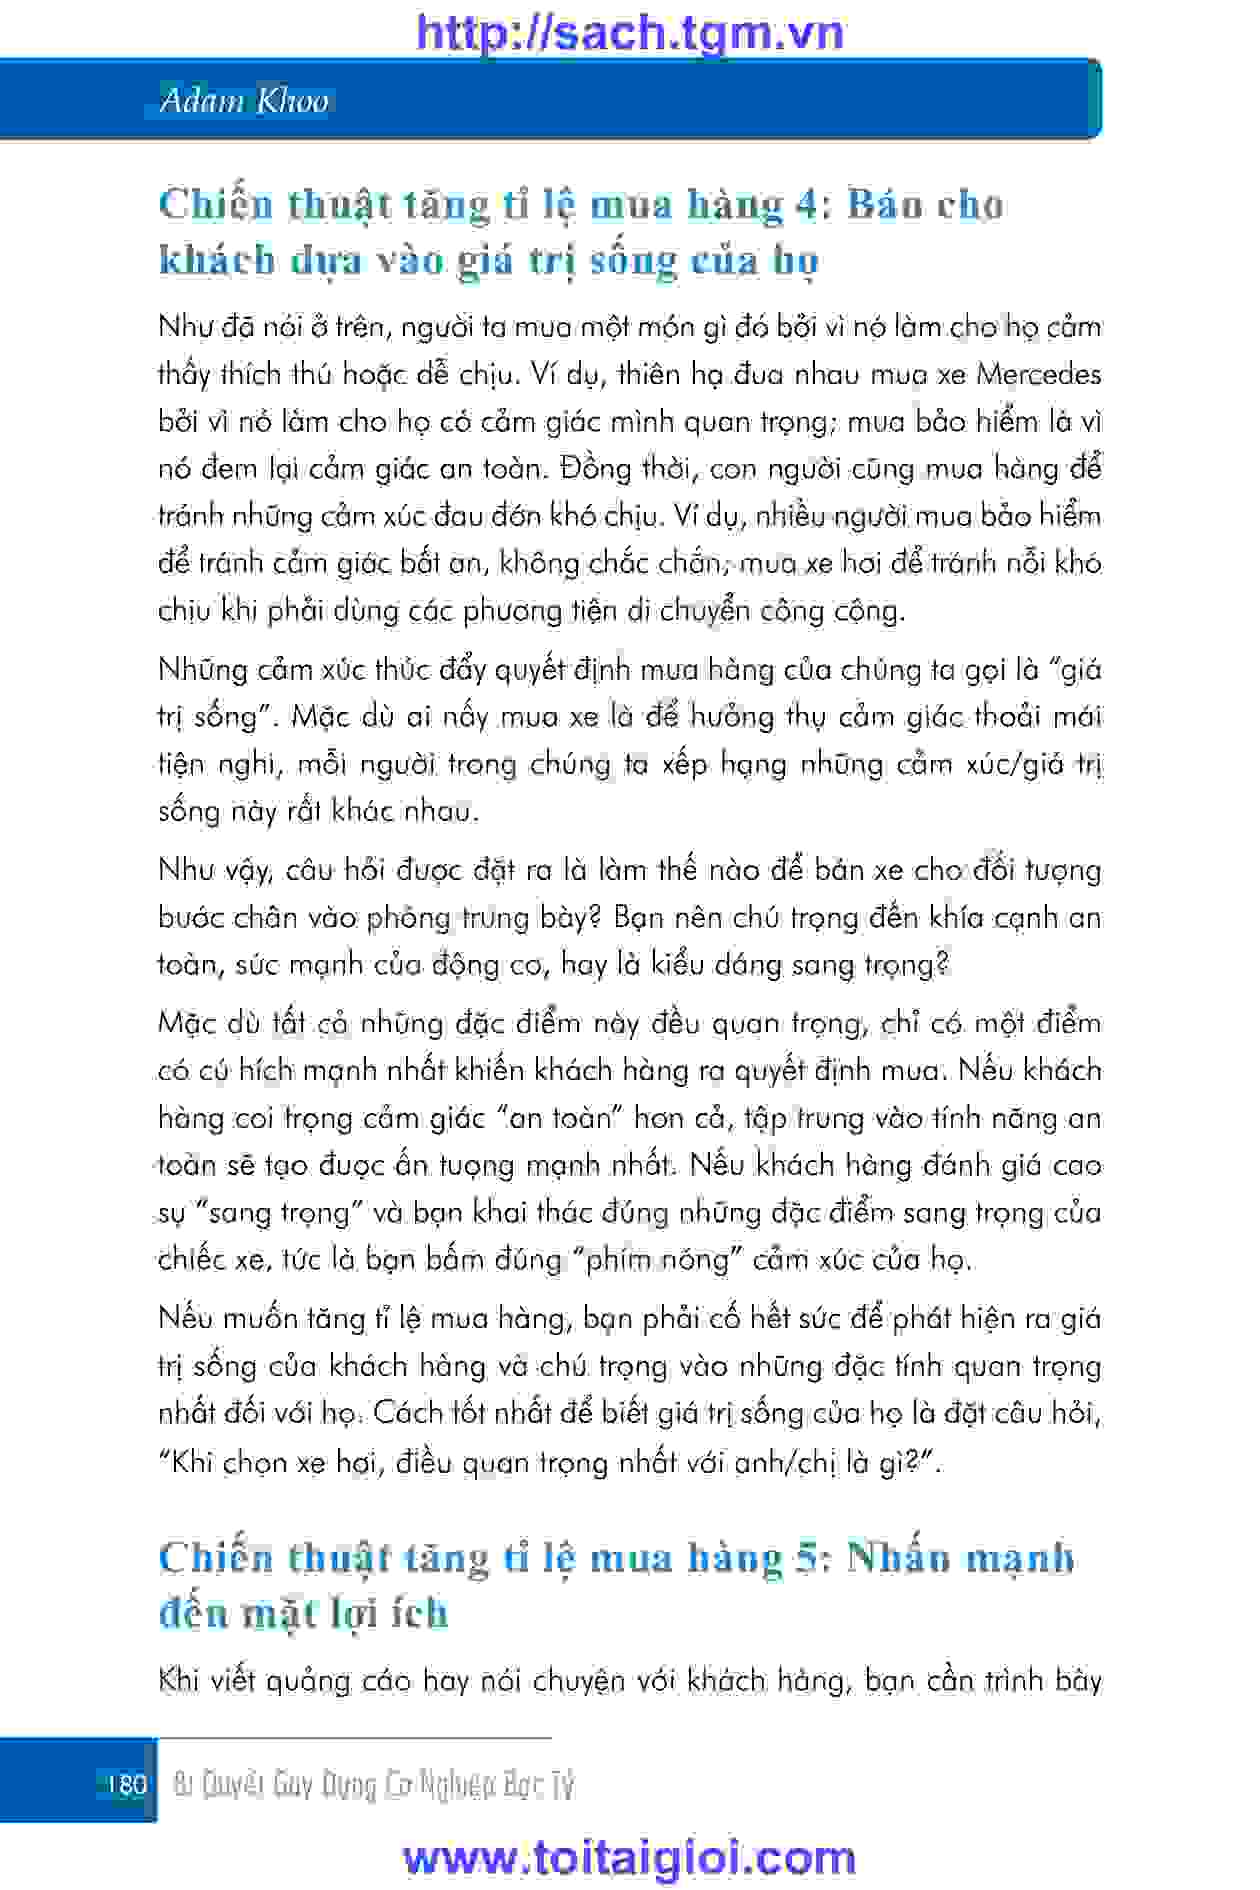 http://sach.tgm.vn
Adam Khoo
Chiến thuật tăng tỉ lệ mua hàng 4: Báo cho
khách dựa vào giá trị sống của họ
Như đã nói ở trên, người ta mua một món gì đó bởi vì nó làm cho họ cảm
thấy thích thú hoặc dễ chịu. Ví dụ, thiên hạ đua nhau mua xe Mercedes
bởi vì nó làm cho họ có cảm giác mình quan trọng; mua bảo hiểm là vì
nó đem lại cảm giác an toàn. Đồng thời, con người cũng mua hàng để
tránh những cảm xúc đau đớn khó chịu. Ví dụ, nhiều người mua bảo hiểm
để tránh cảm giác bất an, không chắc chắn; mua xe hơi để tránh nỗi khó
chịu khi phải dùng các phương tiện di chuyển công cộng.
Những cảm xúc thúc đẩy quyết định mua hàng của chúng ta gọi là “giá
trị sống”. Mặc dù ai nấy mua xe là để hưởng thụ cảm giác thoải mái
tiện nghi, mỗi người trong chúng ta xếp hạng những cảm xúc/giá trị
sống này rất khác nhau.
Như vậy, câu hỏi được đặt ra là làm thế nào để bán xe cho đối tượng
bước chân vào phòng trưng bày? Bạn nên chú trọng đến khía cạnh an
toàn, sức mạnh của động cơ, hay là kiểu dáng sang trọng?
Mặc dù tất cả những đặc điểm này đều quan trọng, chỉ có một điểm
có cú hích mạnh nhất khiến khách hàng ra quyết định mua. Nếu khách
hàng coi trọng cảm giác “an toàn” hơn cả, tập trung vào tính năng an
toàn sẽ tạo được ấn tượng mạnh nhất. Nếu khách hàng đánh giá cao
sự “sang trọng” và bạn khai thác đúng những đặc điểm sang trọng của
chiếc xe, tức là bạn bấm đúng “phím nóng” cảm xúc của họ.
Nếu muốn tăng tỉ lệ mua hàng, bạn phải cố hết sức để phát hiện ra giá
trị sống của khách hàng và chú trọng vào những đặc tính quan trọng
nhất đối với họ. Cách tốt nhất để biết giá trị sống của họ là đặt câu hỏi,
“Khi chọn xe hơi, điều quan trọng nhất với anh/chị là gì?”.
Chiến thuật tăng tỉ lệ mua hàng 5: Nhấn mạnh
đến mặt lợi ích
Khi viết quảng cáo hay nói chuyện với khách hàng, bạn cần trình bày
180 Bí Quyết Gây Dựng Cơ Nghiệp Bạc Tỷ
www.toitaigioi.com